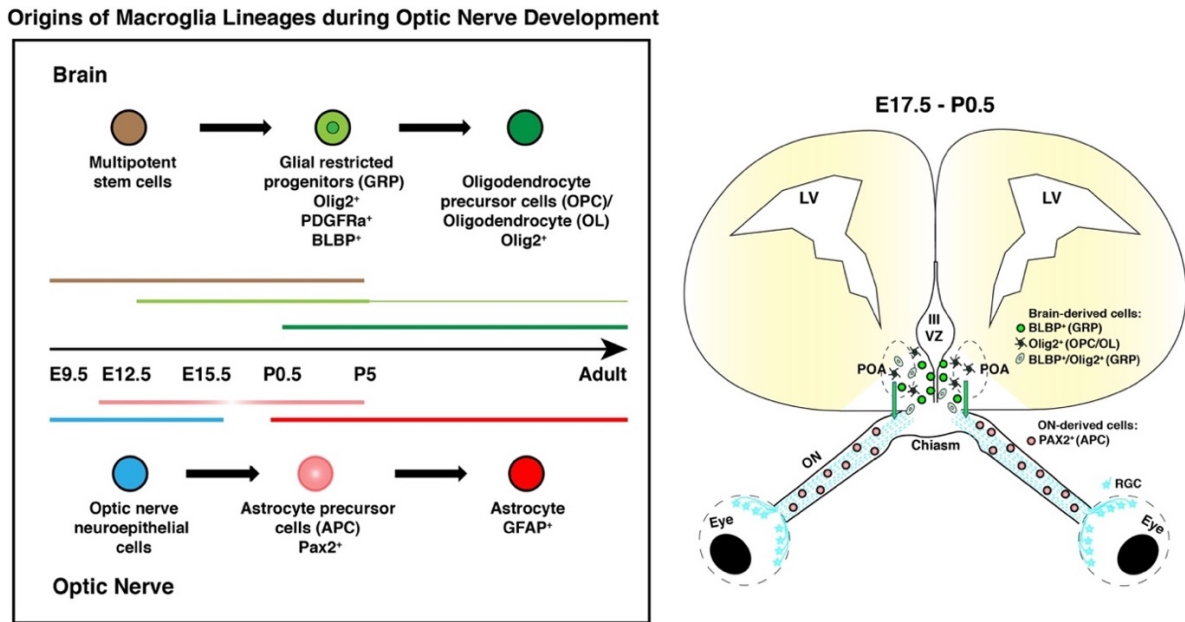 Origins of Macroglia Lineages during Optic Nerve Development
Brain
Multipotent
stem cells
Glial restricted
progenitors (GRP)
Olig2⁺
PDGFRa⁺
BLBP⁺
Oligodendrocyte
precursor cells (OPC)/
Oligodendrocyte (OL)
Olig2⁺
E9.5 E12.5 E15.5 P0.5 P5 Adult
Optic nerve
neuroepithelial
cells
Astrocyte precursor
cells (APC)
Pax2⁺
Astrocyte
GFAP⁺
Optic Nerve
E17.5 - P0.5
LV
LV
III
VZ
Brain-derived cells:
BLBP⁺(GRP)
Olig2⁺(OPC/OL)
BLBP⁺/Olig2⁺(GRP)
POA
POA
ON-derived cells:
PAX2⁺(APC)
Chiasm
ON
RGC
Eye
Eye